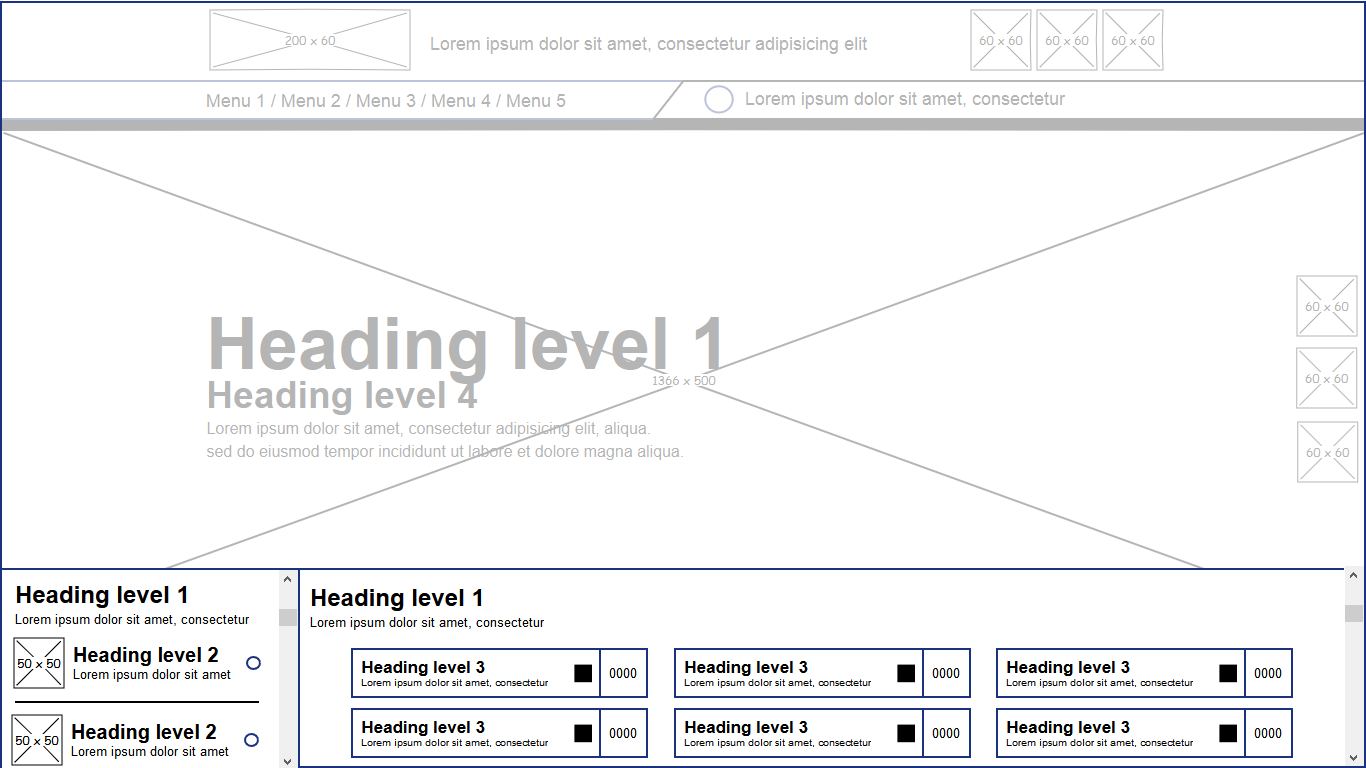 200 x 60
Lorem ipsum dolor sit amet, consectetur adipisicing elit
60 x 60
60 x 60
60 x 60
Menu 1 / Menu 2 / Menu 3 / Menu 4 / Menu 5
Lorem ipsum dolor sit amet, consectetur
Heading level 1
1366 x 500
Heading level 4
Lorem ipsum dolor sit amet, consectetur adipisicing elit, aliqua.
sed do eiusmod tempor incididunt ut labore et dolore magna aliqua.
60 x 60
60 x 60
60 x 60
Heading level 1
Lorem ipsum dolor sit amet, consectetur
50 x 50
Heading level 2
Lorem ipsum dolor sit amet
50 x 50
Heading level 2
Lorem ipsum dolor sit amet
Heading level 1
Lorem ipsum dolor sit amet, consectetur
Heading level 3
Lorem ipsum dolor sit amet, consectetur
0000
Heading level 3
Lorem ipsum dolor sit amet, consectetur
0000
Heading level 3
Lorem ipsum dolor sit amet, consectetur
0000
Heading level 3
Lorem ipsum dolor sit amet, consectetur
0000
Heading level 3
Lorem ipsum dolor sit amet, consectetur
0000
Heading level 3
Lorem ipsum dolor sit amet, consectetur
0000